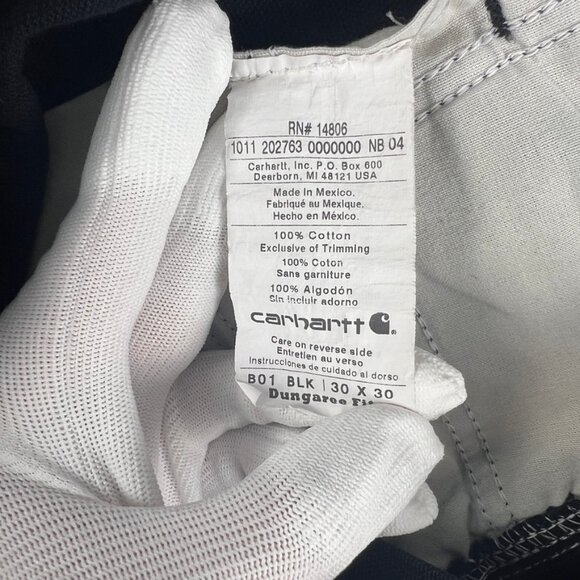 RN# 14806
1011 202763 0000000 NB 04
Carhartt, Inc. P.O. Box 600
Dearborn, MI 48121 USA
Made in Mexico.
Fabriqué au Mexique.
Hecho en México.
100% Cotton
Exclusive of Trimming
100% Coton
Sans garniture
100% Algodón
Sin incluir adorno
carhartt
Care on reverse side
Entretien au verso
Instrucciones de cuidado al dorso
B01 BLK | 30 X 30
Dungaree Fit